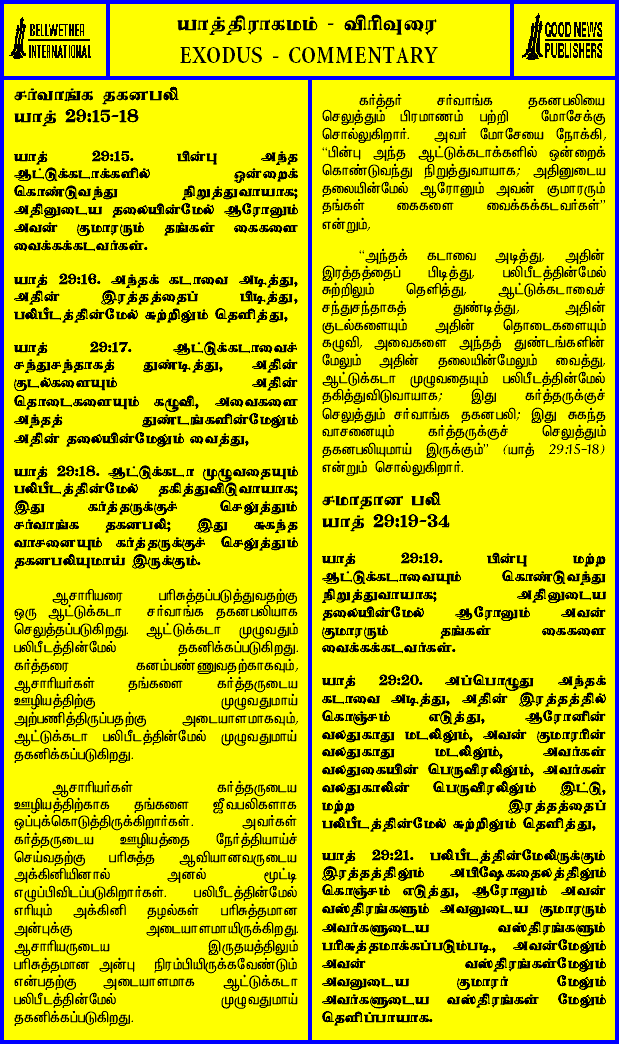 BELLWETHER
INTERNATIONAL
யாத்திராகமம் - விரிவுரை
EXODUS - COMMENTARY
GOOD NEWS
PUBLISHERS
சர்வாங்க தகனபலி
யாத் 29:15-18
யாத் 29:15. பின்பு அந்த
ஆட்டுக்கடாக்களில் ஒன்றைக்
கொண்டுவந்து நிறுத்துவாயாக;
அதினுடைய தலையின்மேல் ஆரோனும்
அவன் குமாரரும் தங்கள் கைகளை
வைக்கக்கடவர்கள்.
யாத் 29:16. அந்தக் கடாவை அடித்து,
அதின் இரத்தத்தைப் பிடித்து,
பலிபீடத்தின்மேல் சுற்றிலும் தெளித்து,
யாத் 29:17. ஆட்டுக்கடாவைச்
சந்துசந்தாகத் துண்டித்து, அதின்
குடல்களையும் அதின்
தொடைகளையும் கழுவி, அவைகளை
அந்தத் துண்டங்களின்மேலும்
அதின் தலையின்மேலும் வைத்து,
யாத் 29:18. ஆட்டுக்கடா முழுவதையும்
பலிபீடத்தின்மேல் தகித்துவிடுவாயாக;
இது கர்த்தருக்குச் செலுத்தும்
சர்வாங்க தகனபலி; இது சுகந்த
வாசனையும் கர்த்தருக்குச் செலுத்தும்
தகனபலியுமாய் இருக்கும்.
ஆசாரியரை பரிசுத்தப்படுத்துவதற்கு
ஒரு ஆட்டுக்கடா சர்வாங்க தகனபலியாக
செலுத்தப்படுகிறது. ஆட்டுக்கடா முழுவதும்
பலிபீடத்தின்மேல் தகனிக்கப்படுகிறது.
கர்த்தரை கனம்பண்ணுவதற்காகவும்,
ஆசாரியர்கள் தங்களை கர்த்தருடைய
ஊழியத்திற்கு முழுவதுமாய்
அற்பணித்திருப்பதற்கு அடையாளமாகவும்,
ஆட்டுக்கடா பலிபீடத்தின்மேல் முழுவதுமாய்
தகனிக்கப்படுகிறது.
ஆசாரியர்கள் கர்த்தருடைய
ஊழியத்திற்காக தங்களை ஜீவபலிகளாக
ஒப்புக்கொடுத்திருக்கிறார்கள். அவர்கள்
கர்த்தருடைய ஊழியத்தை நேர்த்தியாய்ச்
செய்வதற்கு பரிசுத்த ஆவியானவருடைய
அக்கினியினால் அனல் மூட்டி
எழுப்பிவிடப்படுகிறார்கள். பலிபீடத்தின்மேல்
எரியும் அக்கினி தழல்கள் பரிசுத்தமான
அன்புக்கு அடையாளமாயிருக்கிறது.
ஆசாரியருடைய இருதயத்திலும்
பரிசுத்தமான அன்பு நிரம்பியிருக்கவேண்டும்
என்பதற்கு அடையாளமாக ஆட்டுக்கடா
பலிபீடத்தின்மேல் முழுவதுமாய்
தகனிக்கப்படுகிறது.
கர்த்தர் சர்வாங்க தகனபலியை
செலுத்தும் பிரமாணம் பற்றி மோசேக்கு
சொல்லுகிறார். அவர் மோசேயை நோக்கி,
“பின்பு அந்த ஆட்டுக்கடாக்களில் ஒன்றைக்
கொண்டுவந்து நிறுத்துவாயாக; அதினுடைய
தலையின்மேல் ஆரோனும் அவன் குமாரரும்
தங்கள் கைகளை வைக்கக்கடவர்கள்”
என்றும்,
“அந்தக் கடாவை அடித்து, அதின்
இரத்தத்தைப் பிடித்து, பலிபீடத்தின்மேல்
சுற்றிலும் தெளித்து, ஆட்டுக்கடாவைச்
சந்துசந்தாகத் துண்டித்து, அதின்
குடல்களையும் அதின் தொடைகளையும்
கழுவி, அவைகளை அந்தத் துண்டங்களின்
மேலும் அதின் தலையின்மேலும் வைத்து,
ஆட்டுக்கடா முழுவதையும் பலிபீடத்தின்மேல்
தகித்துவிடுவாயாக; இது கர்த்தருக்குச்
செலுத்தும் சர்வாங்க தகனபலி; இது சுகந்த
வாசனையும் கர்த்தருக்குச் செலுத்தும்
தகனபலியுமாய் இருக்கும்” (யாத் 29:15-18)
என்றும் சொல்லுகிறார்.
சமாதான பலி
யாத் 29:19-34
யாத் 29:19. பின்பு மற்ற
ஆட்டுக்கடாவையும் கொண்டுவந்து
நிறுத்துவாயாக; அதினுடைய
தலையின்மேல் ஆரோனும் அவன்
குமாரரும் தங்கள் கைகளை
வைக்கக்கடவர்கள்.
யாத் 29:20. அப்பொழுது அந்தக்
கடாவை அடித்து, அதின் இரத்தத்தில்
கொஞ்சம் எடுத்து, ஆரோனின்
வலதுகாது மடலிலும், அவன் குமாரரின்
வலதுகாது மடலிலும், அவர்கள்
வலதுகையின் பெருவிரலிலும், அவர்கள்
வலதுகாலின் பெருவிரலிலும் இட்டு,
மற்ற இரத்தத்தைப்
பலிபீடத்தின்மேல் சுற்றிலும் தெளித்து,
யாத் 29:21. பலிபீடத்தின்மேலிருக்கும்
இரத்தத்திலும் அபிஷேகதைலத்திலும்
கொஞ்சம் எடுத்து, ஆரோனும் அவன்
வஸ்திரங்களும் அவனுடைய குமாரரும்
அவர்களுடைய வஸ்திரங்களும்
பரிசுத்தமாக்கப்படும்படி, அவன்மேலும்
அவன் வஸ்திரங்கள்மேலும்
அவனுடைய குமாரர் மேலும்
அவர்களுடைய வஸ்திரங்கள் மேலும்
தெளிப்பாயாக.